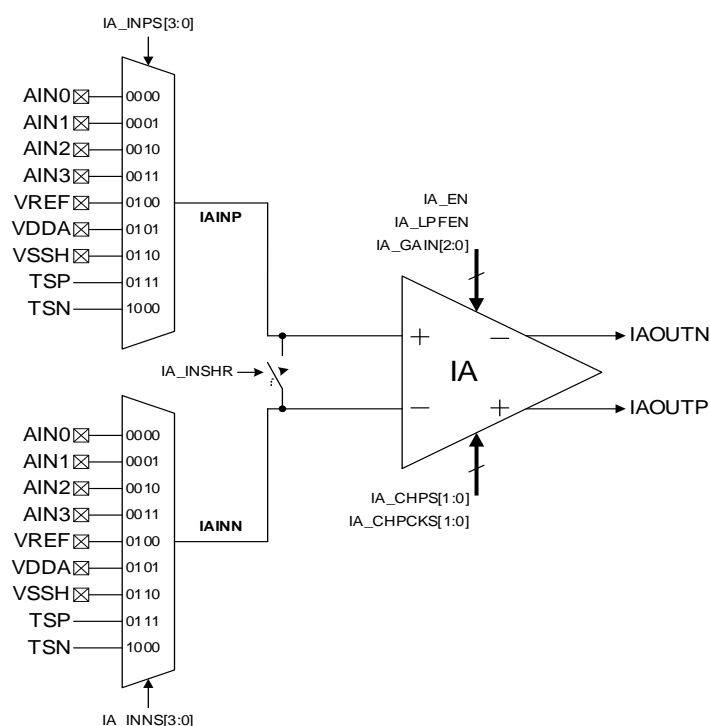 IA_INPS[3:0]
AIN0 0000
AIN1 0001
AIN2 0010
AIN3 0011
VREF 0100
VDDA 0101
VSSH 0110
TSP 0111
TSN 1000
IAINP
IA_EN
IA_LPFEN
IA_GAIN[2:0]
+ − IAOUTN
IA_INSHR
IA
− + IAOUTP
IA_CHPS[1:0]
IA_CHPCKS[1:0]
AIN0 0000
AIN1 0001
AIN2 0010
AIN3 0011
VREF 0100
VDDA 0101
VSSH 0110
TSP 0111
TSN 1000
IAINN
IA_INNS[3:0]